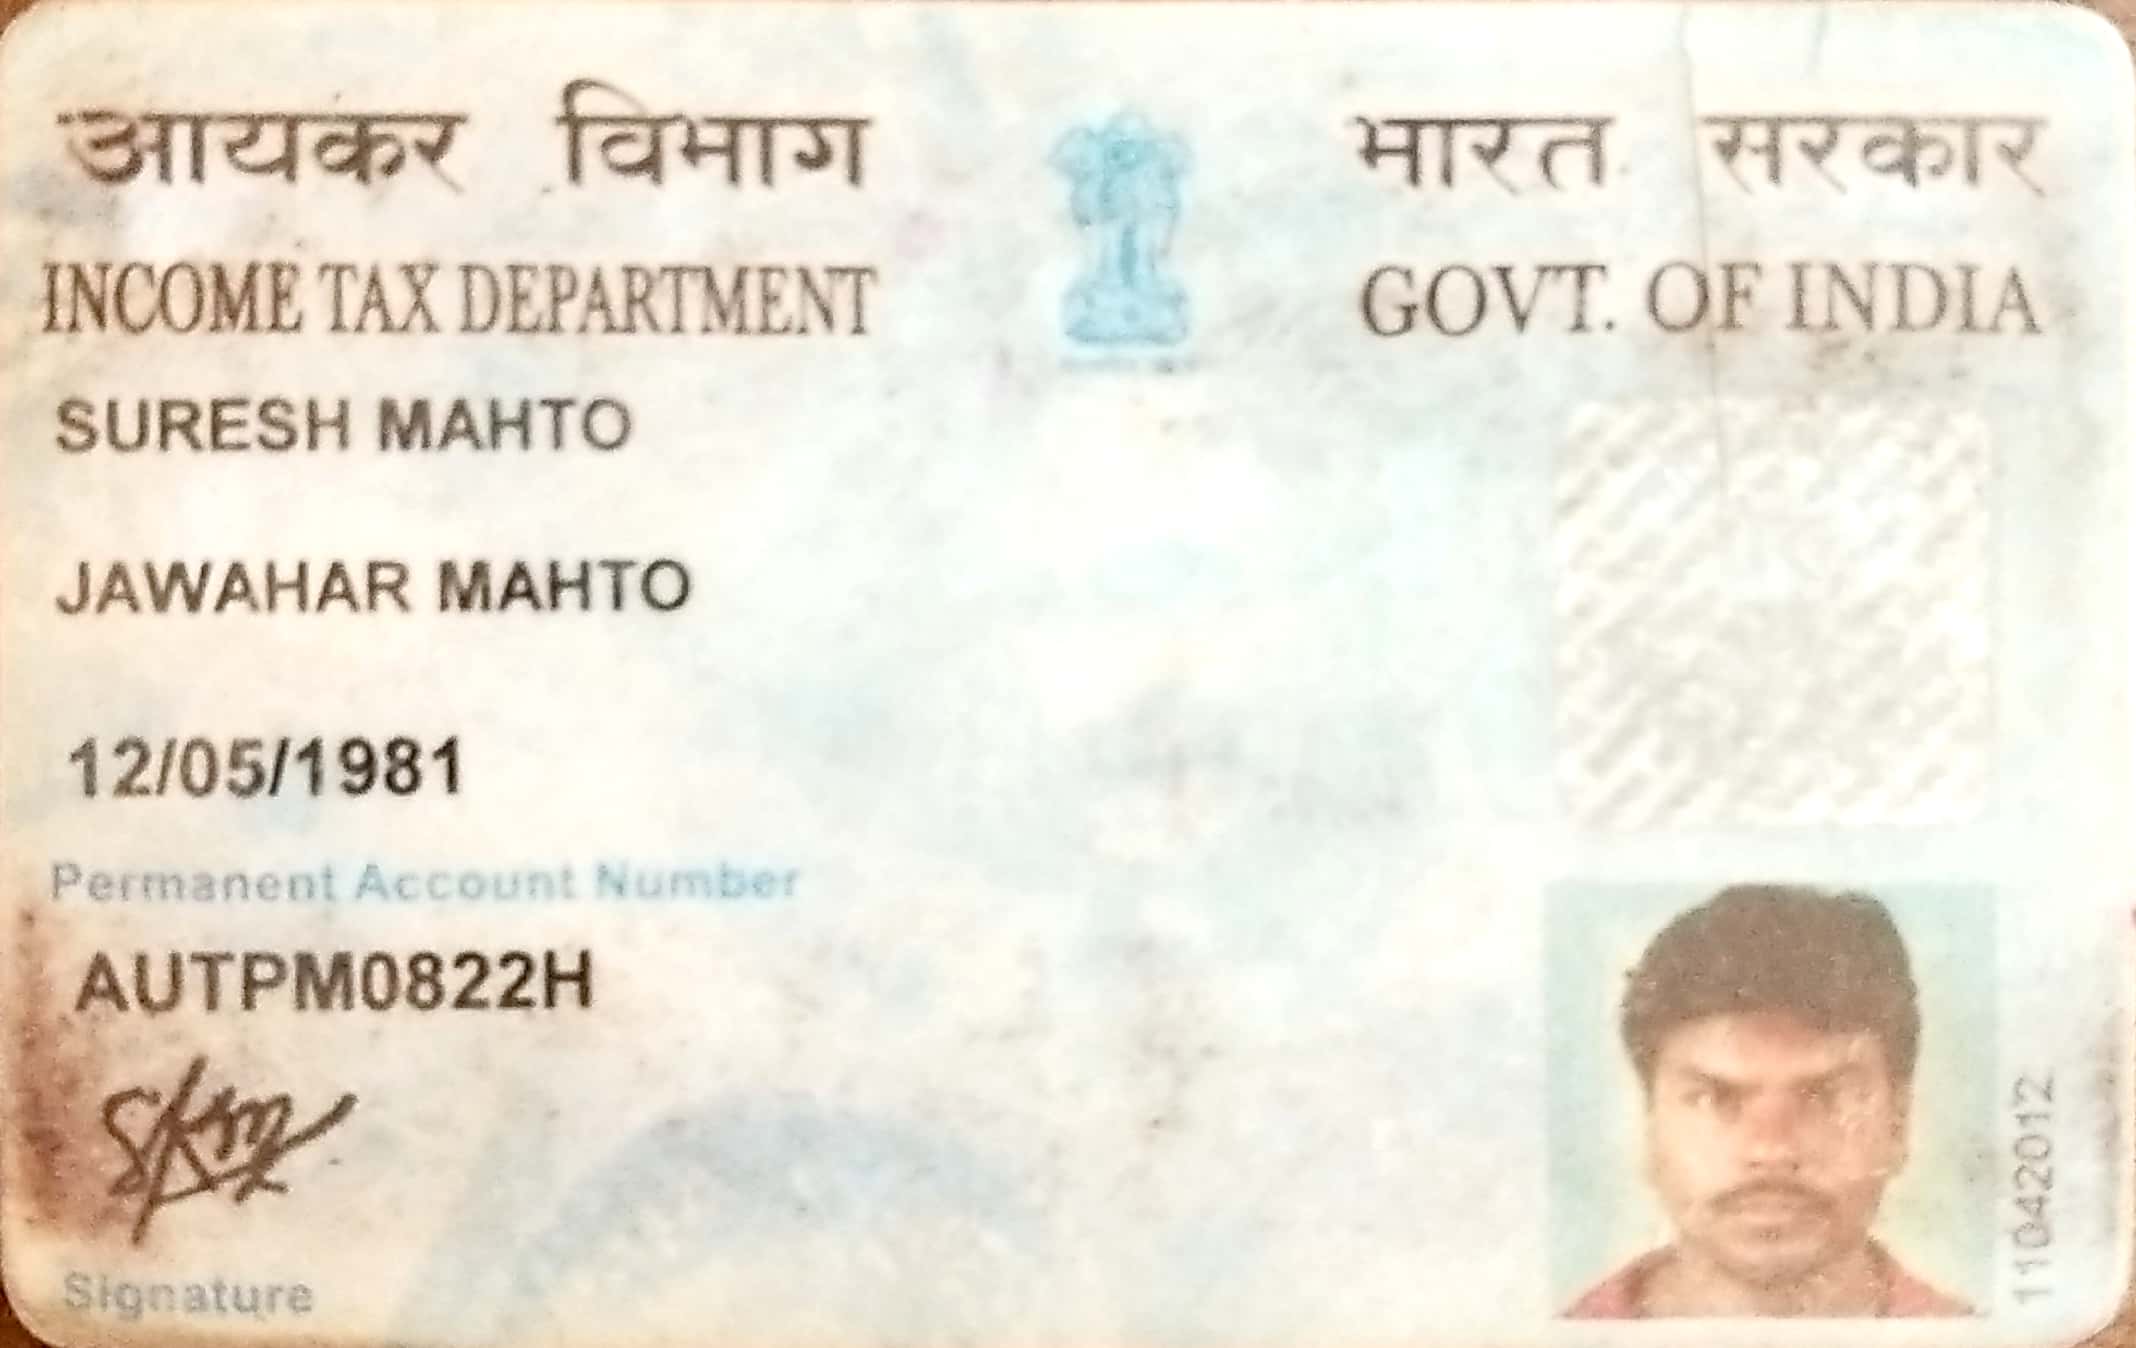 आयकर विभाग भारत सरकार
INCOME TAX DEPARTMENT GOVT. OF INDIA
SURESH MAHTO
JAWAHAR MAHTO
12/05/1981
Permanent Account Number
AUTPM0822H
Signature
11042012